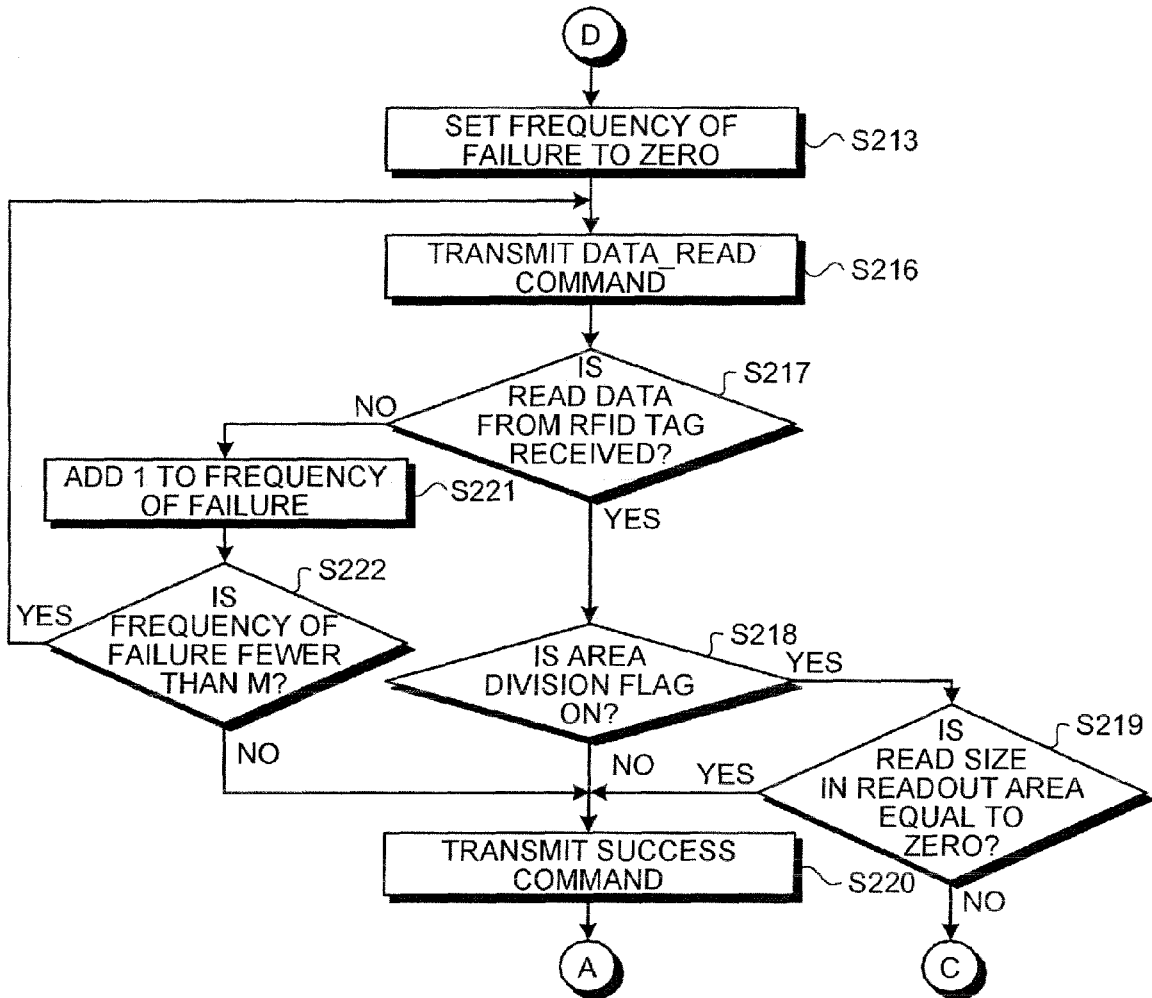 D
SET FREQUENCY OF
FAILURE TO ZERO
S213
TRANSMIT DATA_READ
COMMAND
S216
IS
READ DATA
FROM RFID TAG
RECEIVED?
S217
NO
YES
ADD 1 TO FREQUENCY
OF FAILURE
S221
IS
FREQUENCY OF
FAILURE FEWER
THAN M?
S222
YES
NO
IS AREA
DIVISION FLAG
ON?
S218
YES
NO
IS
READ SIZE
IN READOUT AREA
EQUAL TO
ZERO?
S219
YES
NO
TRANSMIT SUCCESS
COMMAND
S220
A
C